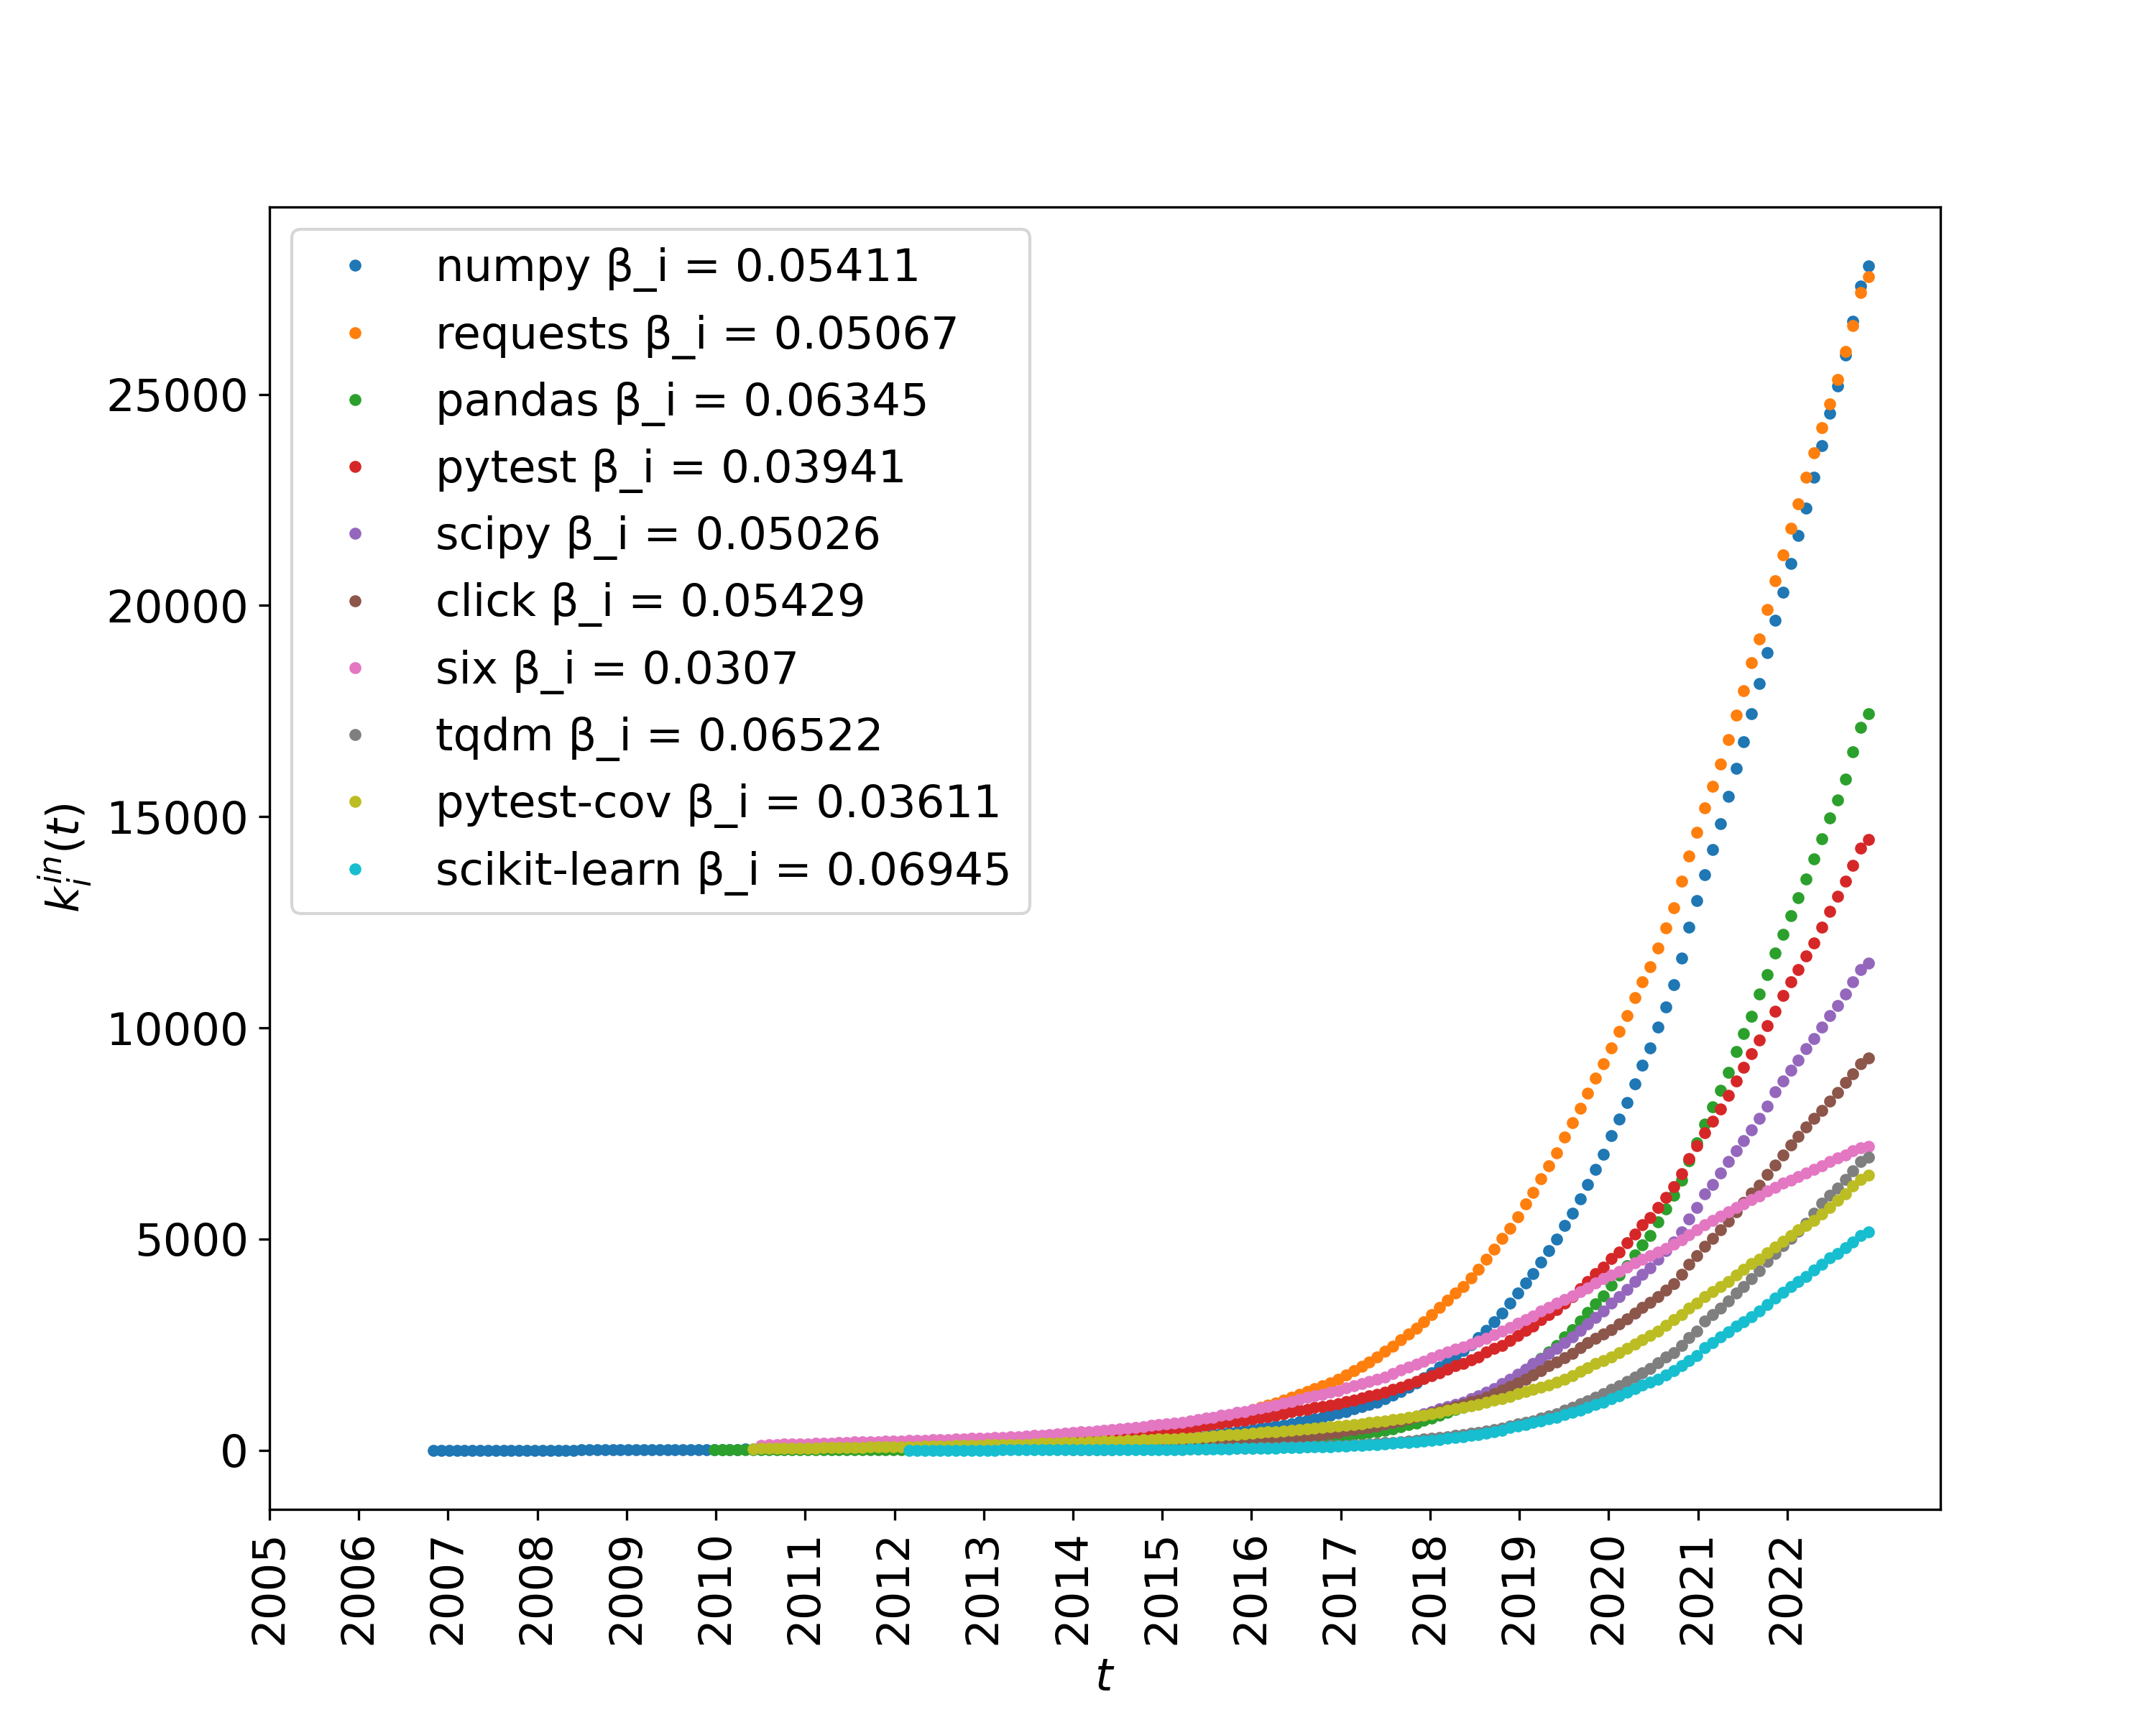 numpy β_i = 0.05411
requests β_i = 0.05067
pandas β_i = 0.06345
pytest β_i = 0.03941
scipy β_i = 0.05026
click β_i = 0.05429
six β_i = 0.0307
tqdm β_i = 0.06522
pytest-cov β_i = 0.03611
scikit-learn β_i = 0.06945
25000
20000
15000
10000
5000
0
k_i^{in}(t)
2005
2006
2007
2008
2009
2010
2011
2012
2013
2014
2015
2016
2017
2018
2019
2020
2021
2022
t